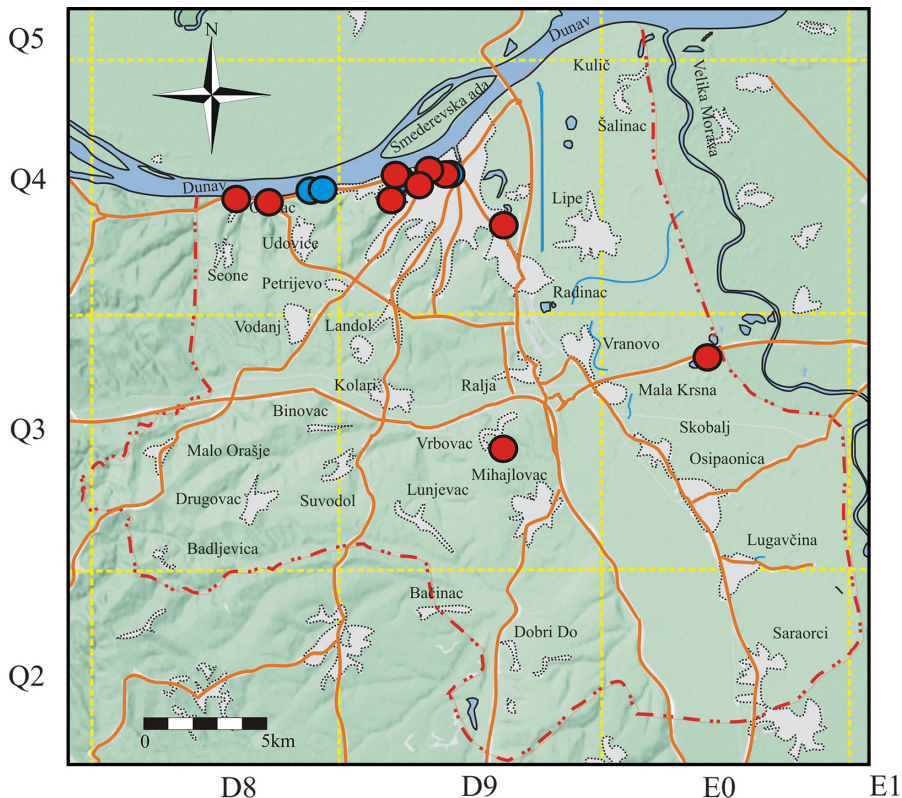 Q5
N
Dunav
Kulič
Velika Morava
Smederevska ada
Šalinac
Q4
Dunav
Lipe
Udoviće
Seone
Petrijevo
Radinac
Vodanj
Landol
Vranovo
Kolari
Ralja
Mala Krsna
Binovac
Skobalj
Q3
Malo Orašje
Vrbovac
Osipaonica
Mihajlovac
Drugovac
Suvodol
Lunjevac
Badljevica
Lugavčina
Bačinac
Dobri Do
Saraorci
Q2
0
5km
D8
D9
E0
E1